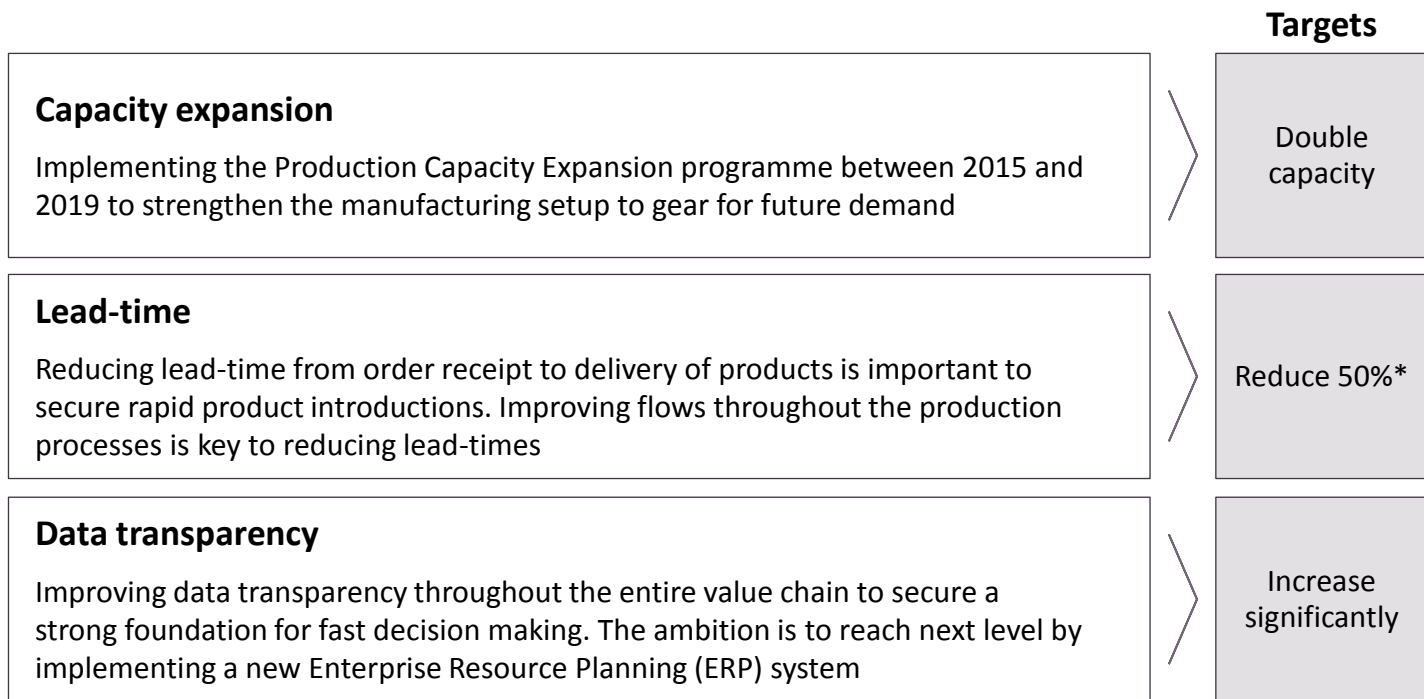 Targets
Capacity expansion
Implementing the Production Capacity Expansion programme between 2015 and
2019 to strengthen the manufacturing setup to gear for future demand
Double
capacity
Lead-time
Reducing lead-time from order receipt to delivery of products is important to
secure rapid product introductions. Improving flows throughout the production
processes is key to reducing lead-times
Reduce 50%*
Data transparency
Improving data transparency throughout the entire value chain to secure a
strong foundation for fast decision making. The ambition is to reach next level by
implementing a new Enterprise Resource Planning (ERP) system
Increase
significantly